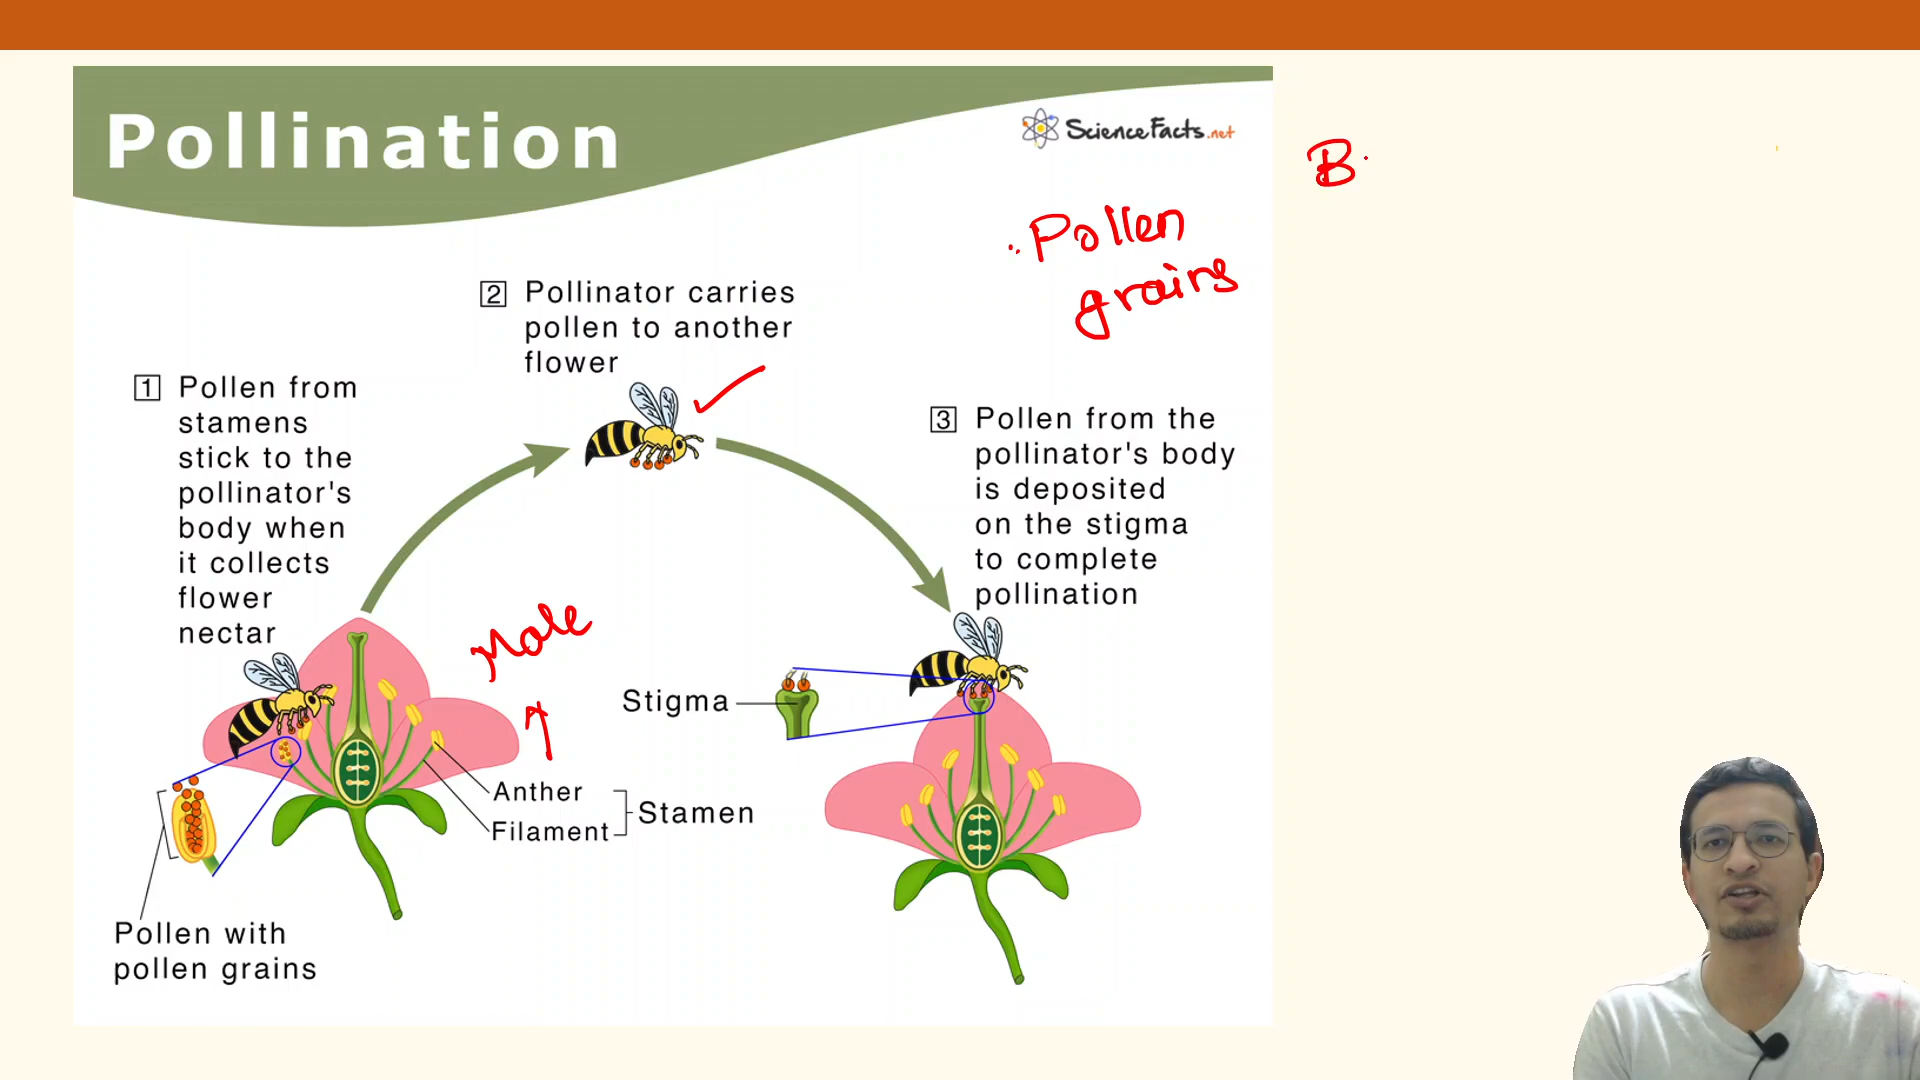 Pollination
ScienceFacts.net
B.
Pollen
grains
2 Pollinator carries
pollen to another
flower
1 Pollen from
stamens
stick to the
pollinator's
body when
it collects
flower
nectar
3 Pollen from the
pollinator's body
is deposited
on the stigma
to complete
pollination
Male
Stigma
Anther
Filament
Stamen
Pollen with
pollen grains